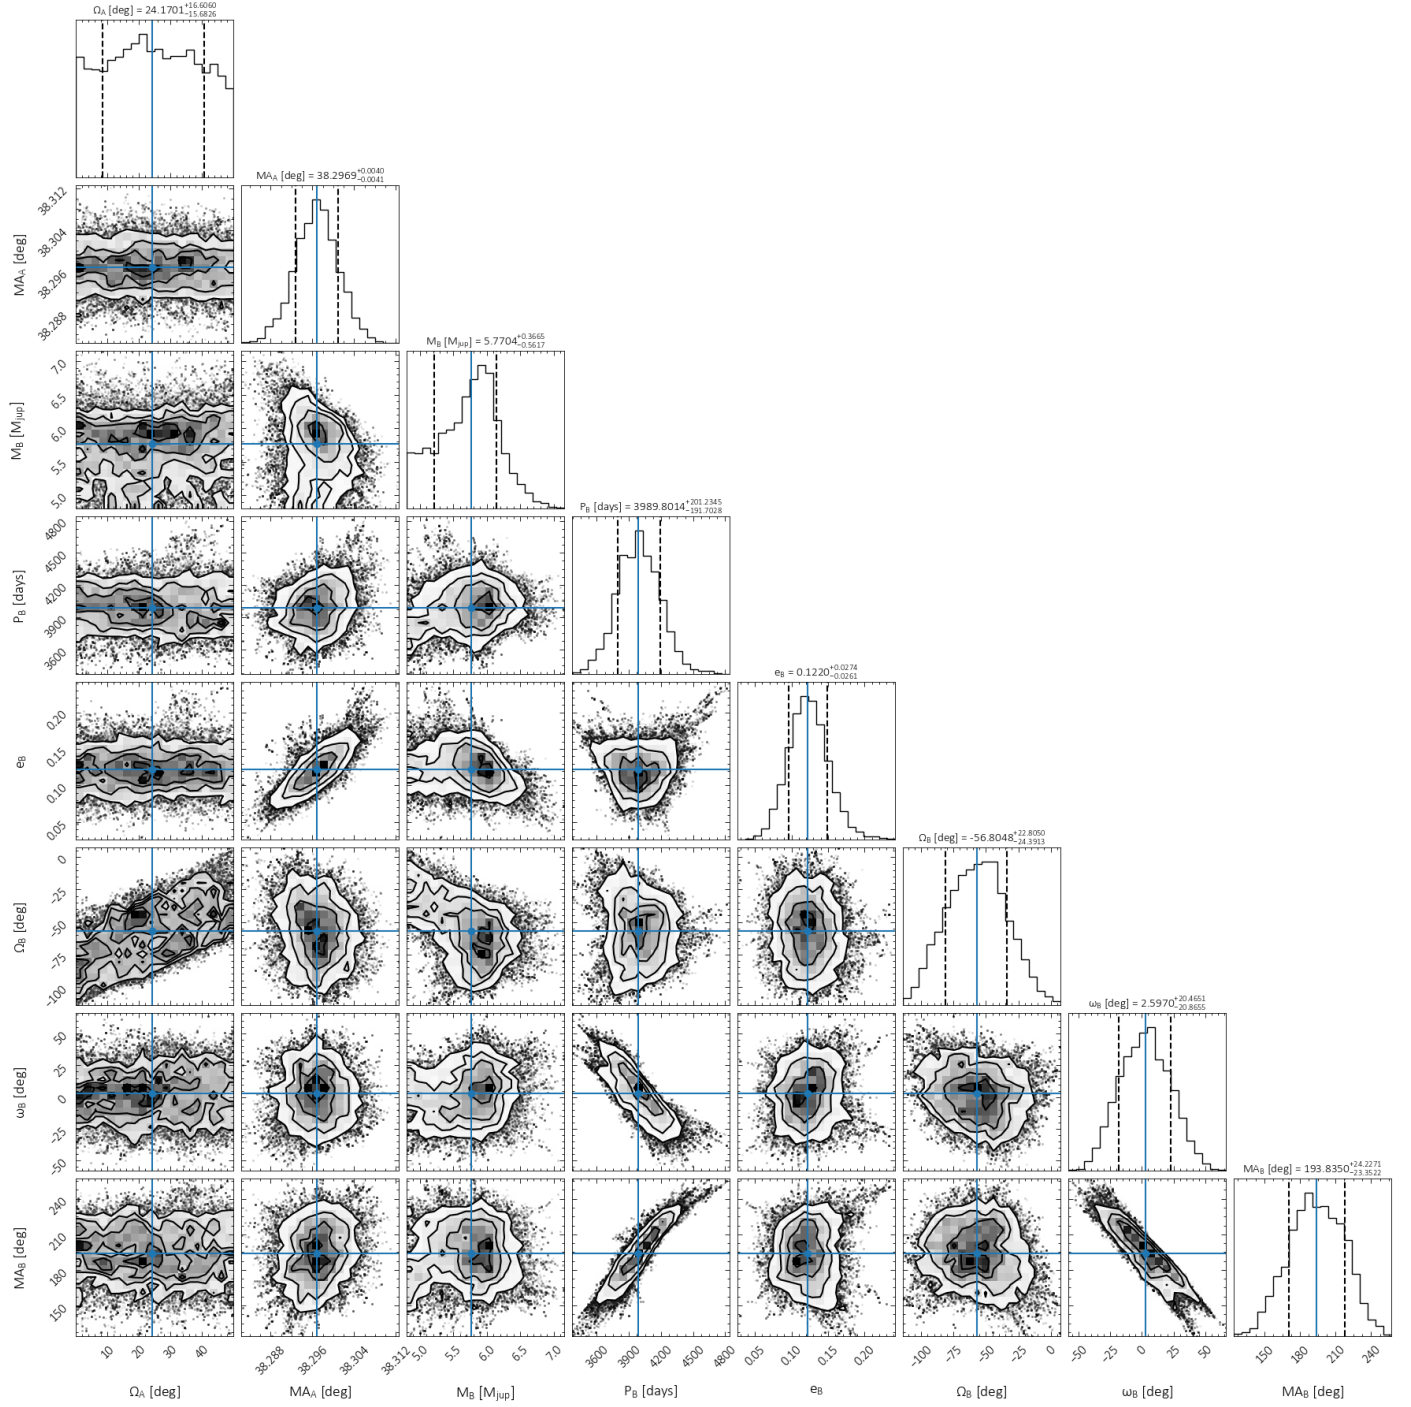 Ω_A [deg] = 24.1701 +16.6060 −15.6826
MA_A [deg] = 38.2969 +0.0040 −0.0041
38.312
38.304
38.296
38.288
MA_A [deg]
M_B [M_jup] = 5.7704 +0.3665 −0.5617
7.0
6.5
6.0
5.5
5.0
M_B [M_jup]
P_B [days] = 3989.8014 +201.2345 −191.7028
4800
4500
4200
3900
3600
P_B [days]
e_B = 0.1220 +0.0274 −0.0261
0.20
0.15
0.10
0.05
e_B
Ω_B [deg] = -56.8048 +22.8050 −24.3913
0
-25
-50
-75
-100
Ω_B [deg]
ω_B [deg] = 2.5970 +20.4651 −20.8655
50
25
0
-25
-50
ω_B [deg]
MA_B [deg] = 193.8350 +24.2271 −23.3522
240
210
180
150
MA_B [deg]
10 20 30 40 38.288 38.296 38.304 38.312 5.0 5.5 6.0 6.5 7.0 3600 3900 4200 4500 4800 0.05 0.10 0.15 0.20 -100 -75 -50 -25 0 -50 -25 0 25 50 150 180 210 240
Ω_A [deg] MA_A [deg] M_B [M_jup] P_B [days] e_B Ω_B [deg] ω_B [deg] MA_B [deg]